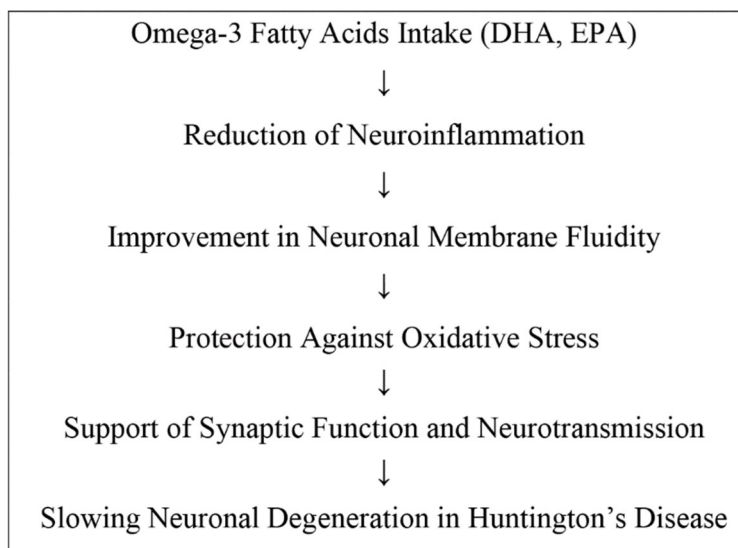 Omega-3 Fatty Acids Intake (DHA, EPA)
↓
Reduction of Neuroinflammation
↓
Improvement in Neuronal Membrane Fluidity
↓
Protection Against Oxidative Stress
↓
Support of Synaptic Function and Neurotransmission
↓
Slowing Neuronal Degeneration in Huntington’s Disease